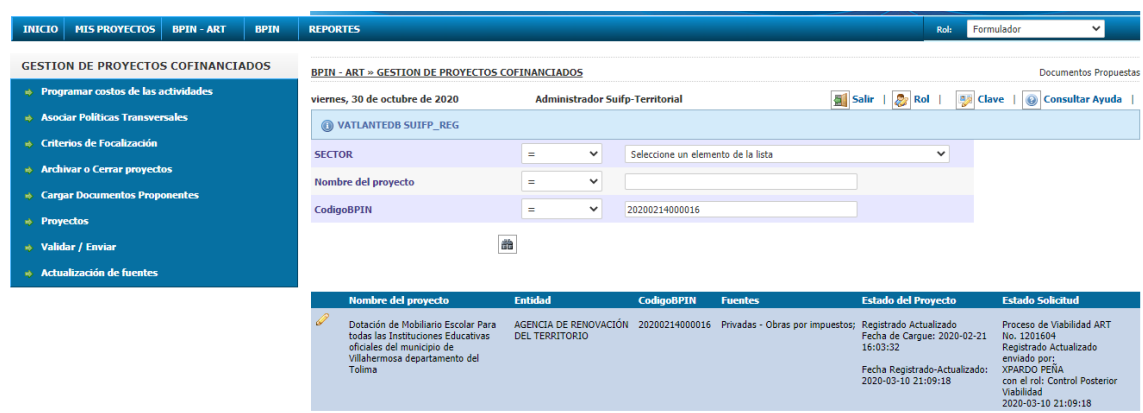 INICIO MIS PROYECTOS BPIN - ART BPIN REPORTES Rol: Formulador
GESTION DE PROYECTOS COFINANCIADOS
Programar costos de las actividades
Asociar Políticas Transversales
Criterios de Focalización
Archivar o Cerrar proyectos
Cargar Documentos Proponentes
Proyectos
Validar / Enviar
Actualización de fuentes
BPIN - ART » GESTION DE PROYECTOS COFINANCIADOS Documentos Propuestas
viernes, 30 de octubre de 2020 Administrador Suifp-Territorial Salir | Rol | Clave | Consultar Ayuda |
VATLANTEDB SUIFP_REG
SECTOR = Seleccione un elemento de la lista
Nombre del proyecto =
CodigoBPIN = 20200214000016
Nombre del proyecto Entidad CodigoBPIN Fuentes Estado del Proyecto Estado Solicitud
Dotación de Mobiliario Escolar Para
todas las Instituciones Educativas
oficiales del municipio de
Villahermosa departamento del
Tolima
AGENCIA DE RENOVACIÓN
DEL TERRITORIO
20200214000016
Privadas - Obras por impuestos;
Registrado Actualizado
Fecha de Cargue: 2020-02-21
16:03:32
Fecha Registrado-Actualizado:
2020-03-10 21:09:18
Proceso de Viabilidad ART
No. 1201604
Registrado Actualizado
enviado por:
XPARDO PEÑA
con el rol: Control Posterior
Viabilidad
2020-03-10 21:09:18